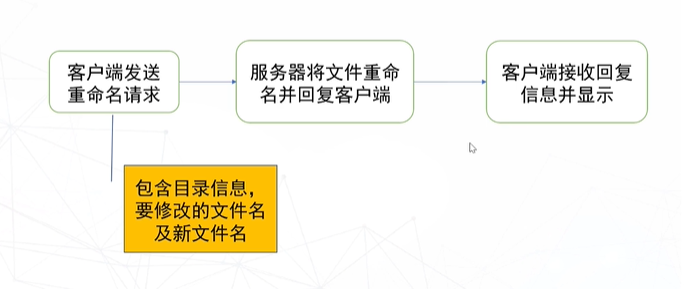 客户端发送
重命名请求
服务器将文件重命
名并回复客户端
客户端接收回复
信息并显示
包含目录信息，
要修改的文件名
及新文件名